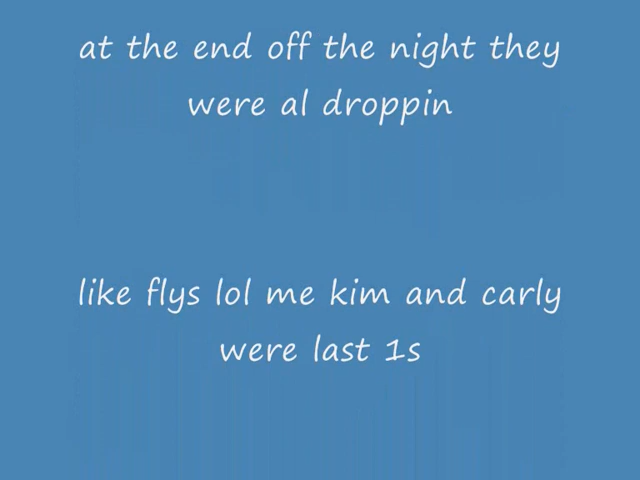 at the end off the night they
were al droppin
like flys lol me kim and carly
were last 1s